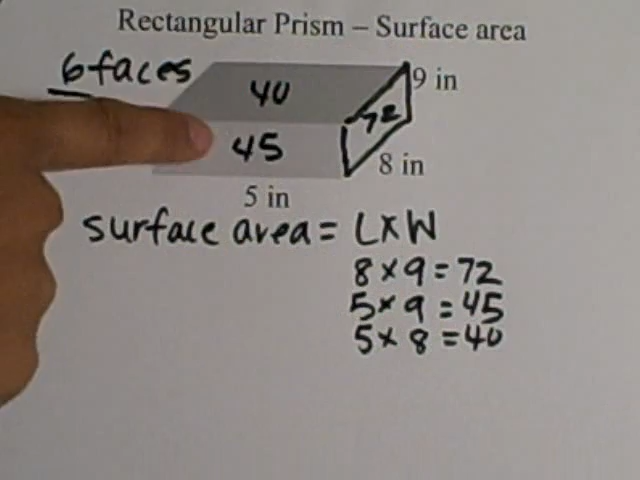 Rectangular Prism – Surface area
6 faces
40
9 in
72
45
8 in
5 in
surface area = L x W
8 x 9 = 72
5 x 9 = 45
5 x 8 = 40